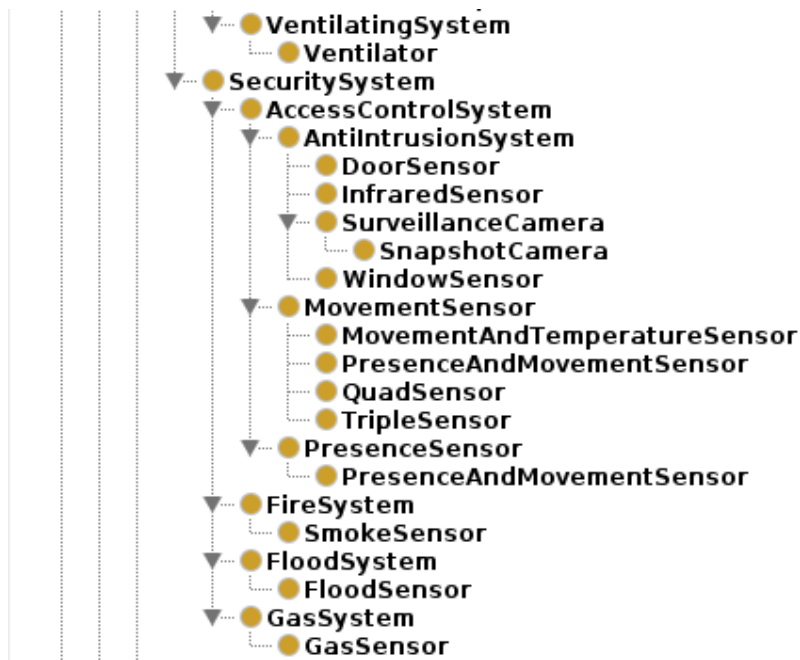 VentilatingSystem
Ventilator
SecuritySystem
AccessControlSystem
AntiIntrusionSystem
DoorSensor
InfraredSensor
SurveillanceCamera
SnapshotCamera
WindowSensor
MovementSensor
MovementAndTemperatureSensor
PresenceAndMovementSensor
QuadSensor
TripleSensor
PresenceSensor
PresenceAndMovementSensor
FireSystem
SmokeSensor
FloodSystem
FloodSensor
GasSystem
GasSensor